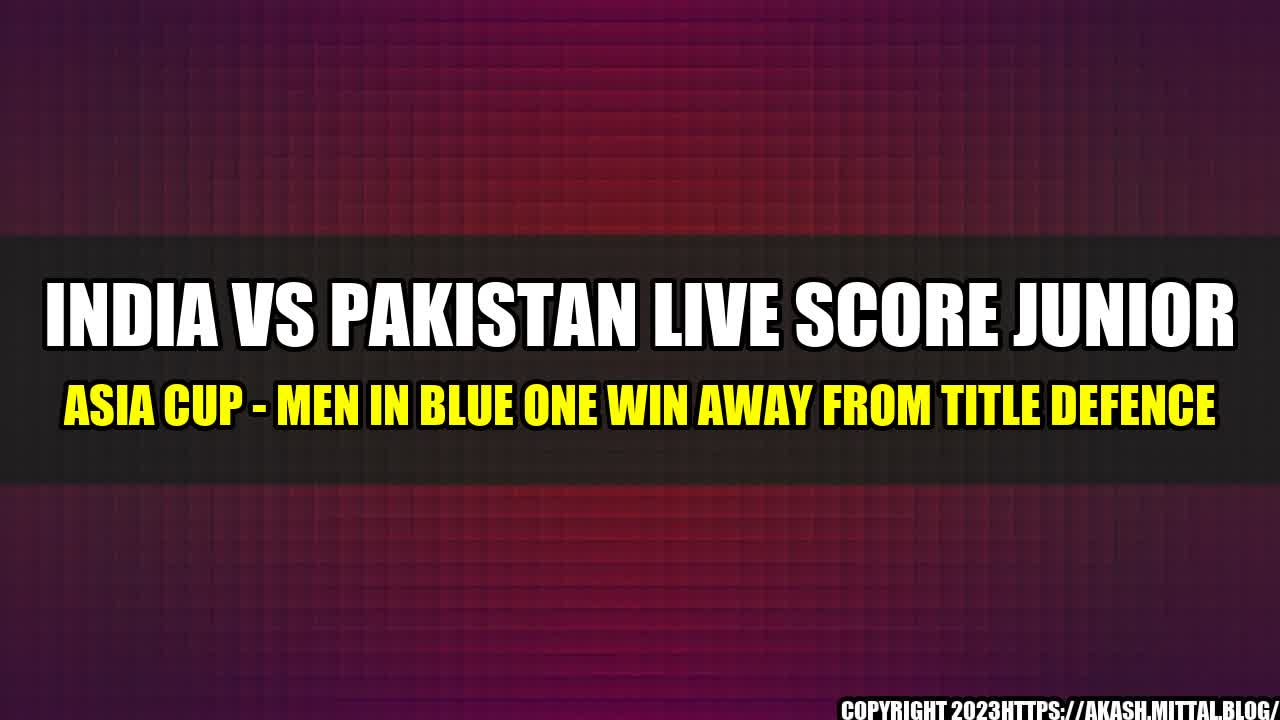 INDIA VS PAKISTAN LIVE SCORE JUNIOR
ASIA CUP - MEN IN BLUE ONE WIN AWAY FROM TITLE DEFENCE
COPYRIGHT 2023HTTPS://AKASH.MITTAL.BLOG/